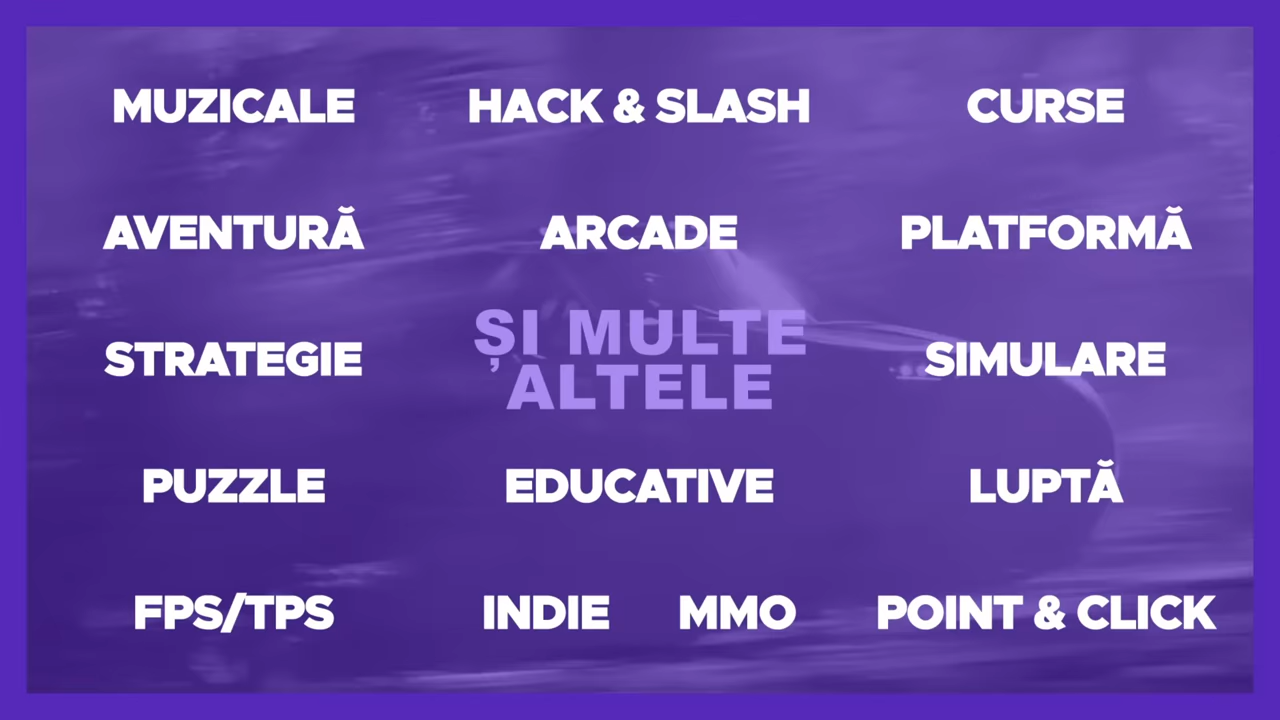 MUZICALE
HACK & SLASH
CURSE
AVENTURĂ
ARCADE
PLATFORMĂ
STRATEGIE
ȘI MULTE
ALTELE
SIMULARE
PUZZLE
EDUCATIVE
LUPTĂ
FPS/TPS
INDIE
MMO
POINT & CLICK